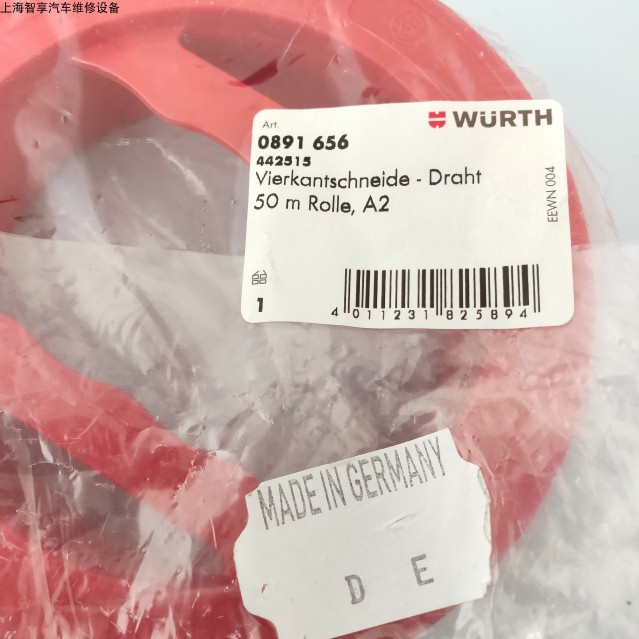 上海智享汽车维修设备
Art.
WÜRTH
0891 656
442515
Vierkantschneide - Draht
50 m Rolle, A2
EEWN 004
1
4 011231 825894
MADE IN GERMANY
D E